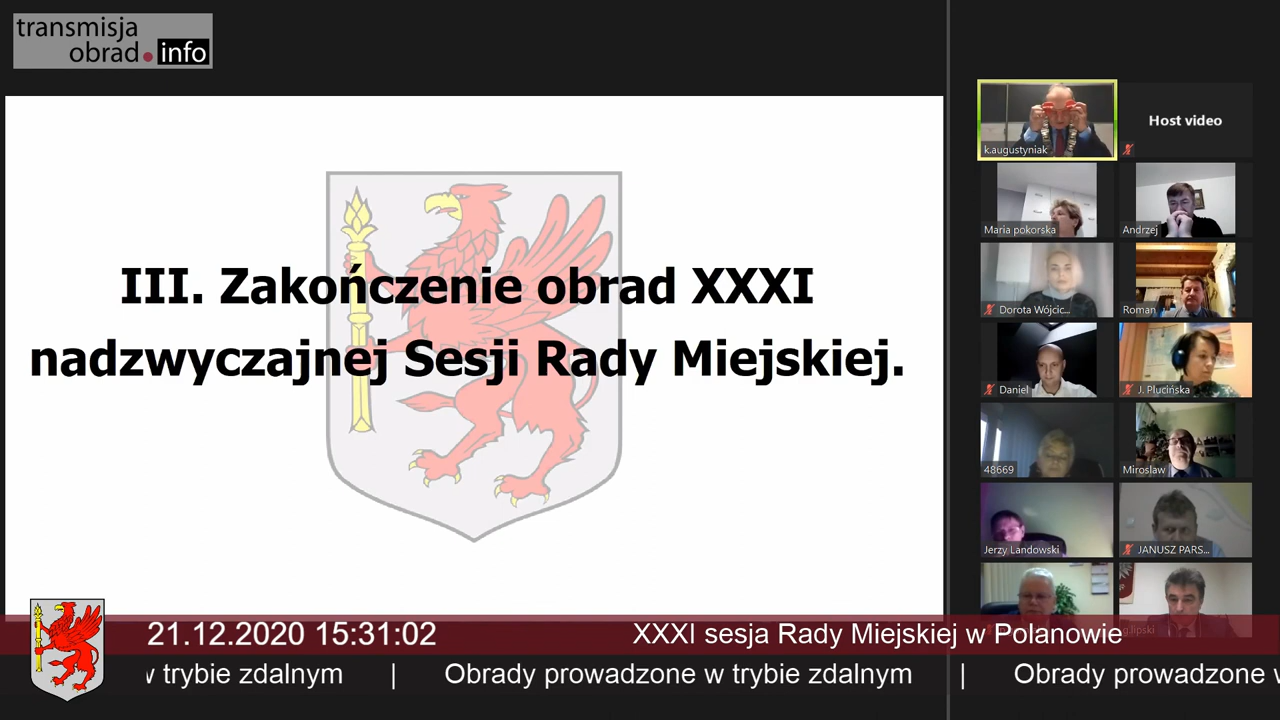 transmisja
obrad.info
III. Zakończenie obrad XXXI
nadzwyczajnej Sesji Rady Miejskiej.
k.augustyniak
Host video
Maria pokorska
Andrzej
Dorota Wójcic...
Roman
Daniel
J. Plucińska
48669
Miroslaw
Jerzy Landowski
JANUSZ PARS...
g.lipski
21.12.2020 15:31:02
XXXI sesja Rady Miejskiej w Polanowie
w trybie zdalnym | Obrady prowadzone w trybie zdalnym | Obrady prowadzone w